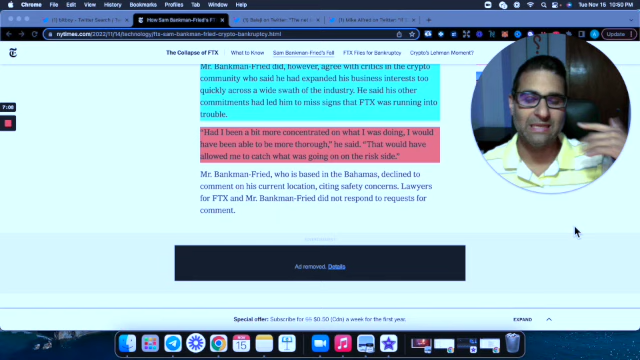 Chrome File Edit View History Bookmarks Profiles Tab Window Help
Tue Nov 15 10:50 PM
How Sam Bankman-Fried's F
nytimes.com/2022/11/14/technology/ftx-sam-bankman-fried-crypto-bankruptcy.html
Update
The Collapse of FTX
What to Know
Sam Bankman-Fried's Fall
FTX Files for Bankruptcy
Crypto's Lehman Moment?
Mr. Bankman-Fried did, however, agree with critics in the crypto
community who said he had expanded his business interests too
quickly across a wide swath of the industry. He said his other
commitments had led him to miss signs that FTX was running into
trouble.
“Had I been a bit more concentrated on what I was doing, I would
have been able to be more thorough,” he said. “That would have
allowed me to catch what was going on on the risk side.”
Mr. Bankman-Fried, who is based in the Bahamas, declined to
comment on his current location, citing safety concerns. Lawyers
for FTX and Mr. Bankman-Fried did not respond to requests for
comment.
Ad removed. Details
Special offer: Subscribe for $0.50 (Cdn) a week for the first year.
EXPAND
15